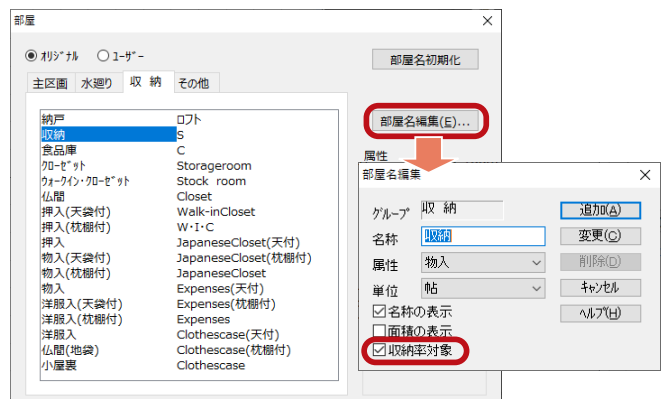 部屋
オリジナル ユーザー
部屋名初期化
主区画 水廻り 収 納 その他
部屋名編集(E)...
属性
納戸 ロフト
収納 S
食品庫 C
クローゼット Storageroom
ウォークイン・クローゼット Stock room
仏間 Closet
押入(天袋付) Walk-inCloset
押入(枕棚付) W・I・C
押入 JapaneseCloset(天付)
物入(天袋付) JapaneseCloset(枕棚付)
物入(枕棚付) JapaneseCloset
物入 Expenses(天付)
洋服入(天袋付) Expenses(枕棚付)
洋服入(枕棚付) Expenses
洋服入 Clothescase(天付)
仏間(地袋) Clothescase(枕棚付)
小屋裏 Clothescase
部屋名編集
グループ 収 納 追加(A)
名称 収納 変更(C)
属性 物入 削除(D)
単位 帖 キャンセル
名称の表示 ヘルプ(H)
面積の表示
収納率対象